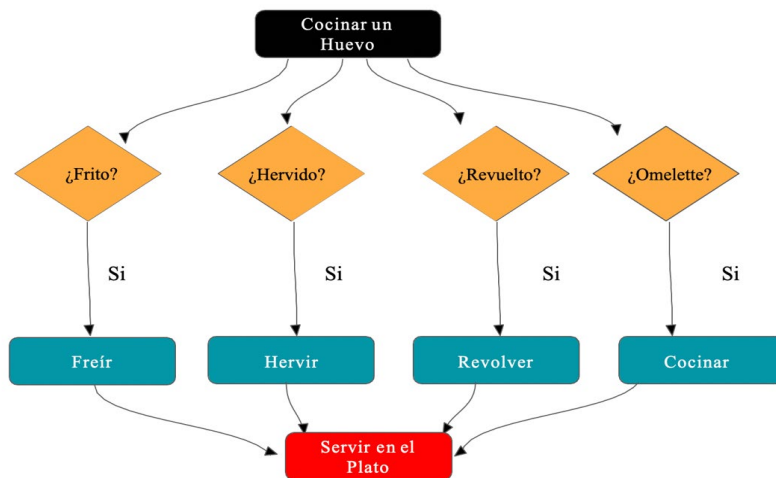 Cocinar un
Huevo
¿Frito?
¿Hervido?
¿Revuelto?
¿Omelette?
Si
Si
Si
Si
Freír
Hervir
Revolver
Cocinar
Servir en el
Plato